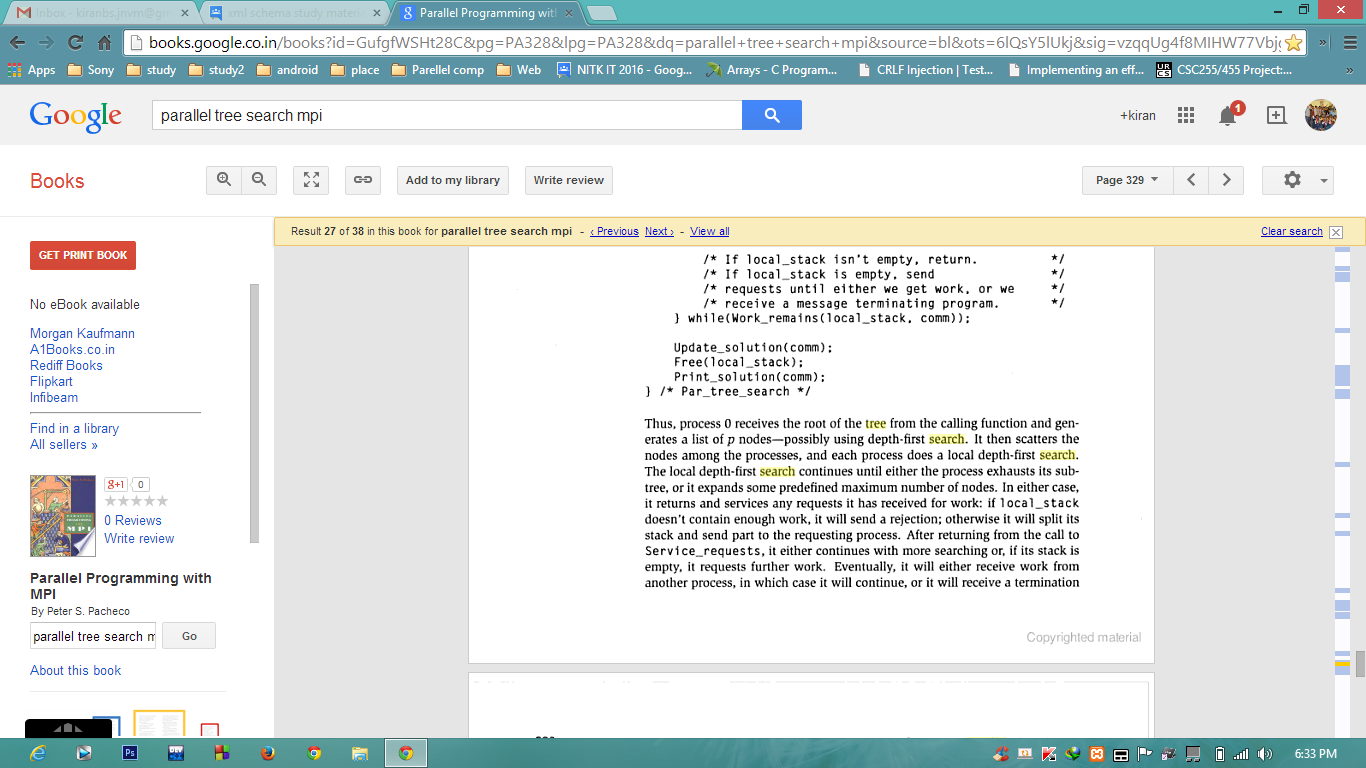 Inbox - kiranbs.jnvm@gm
xml schema study materia
Parallel Programming with
books.google.co.in/books?id=GufgfWSHt28C&pg=PA328&lpg=PA328&dq=parallel+tree+search+mpi&source=bl&ots=6lQsY5lUkj&sig=vzqqUg4f8MIHW77Vbj
Apps Sony study study2 android place Parellel comp Web NITK IT 2016 - Goog... Arrays - C Program... CRLF Injection | Test... Implementing an eff... CSC255/455 Project:... »
Google
parallel tree search mpi
+kiran
1
Books
Add to my library
Write review
Page 329
Result 27 of 38 in this book for parallel tree search mpi - ‹ Previous Next › - View all
Clear search
GET PRINT BOOK
No eBook available
Morgan Kaufmann
A1Books.co.in
Rediff Books
Flipkart
Infibeam
Find in a library
All sellers »
g+1 0
0 Reviews
Write review
Parallel Programming with
MPI
By Peter S. Pacheco
parallel tree search m
Go
About this book
/* If local_stack isn't empty, return. */
/* If local_stack is empty, send */
/* requests until either we get work, or we */
/* receive a message terminating program. */
} while(Work_remains(local_stack, comm));
Update_solution(comm);
Free(local_stack);
Print_solution(comm);
} /* Par_tree_search */
Thus, process 0 receives the root of the tree from the calling function and gen-
erates a list of p nodes—possibly using depth-first search. It then scatters the
nodes among the processes, and each process does a local depth-first search.
The local depth-first search continues until either the process exhausts its sub-
tree, or it expands some predefined maximum number of nodes. In either case,
it returns and services any requests it has received for work: if local_stack
doesn't contain enough work, it will send a rejection; otherwise it will split its
stack and send part to the requesting process. After returning from the call to
Service_requests, it either continues with more searching or, if its stack is
empty, it requests further work. Eventually, it will either receive work from
another process, in which case it will continue, or it will receive a termination
Copyrighted material
6:33 PM